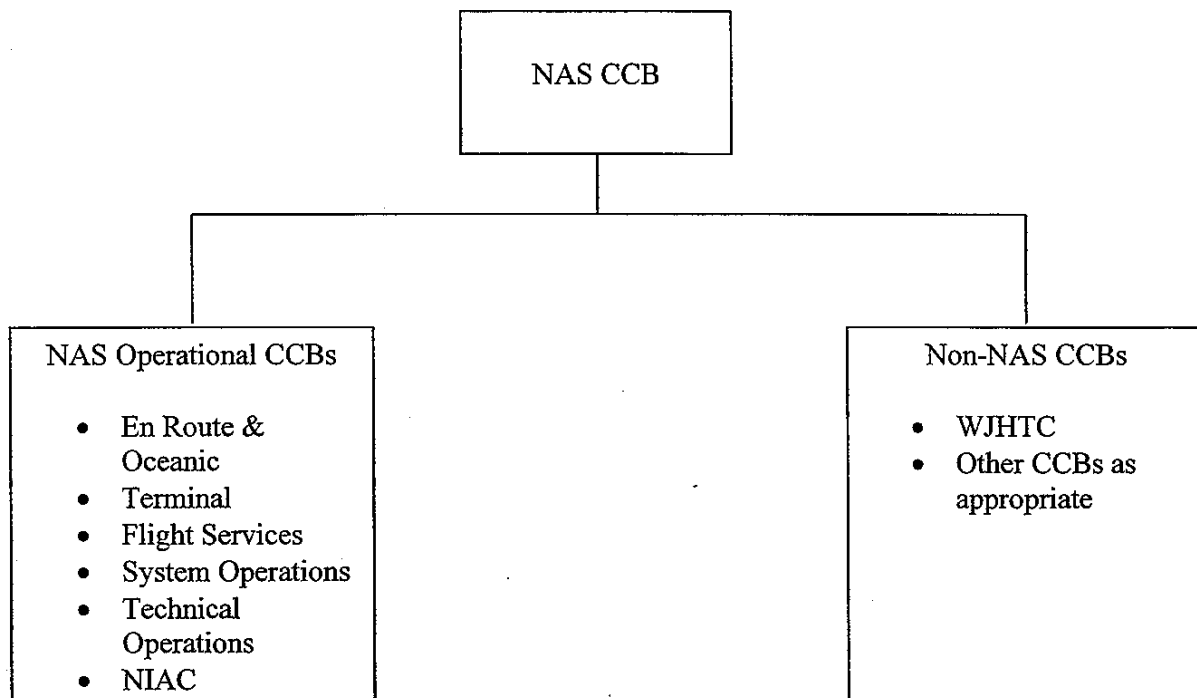 NAS CCB
NAS Operational CCBs
• En Route &
Oceanic
• Terminal
• Flight Services
• System Operations
• Technical
Operations
• NIAC
Non-NAS CCBs
• WJHTC
• Other CCBs as
appropriate